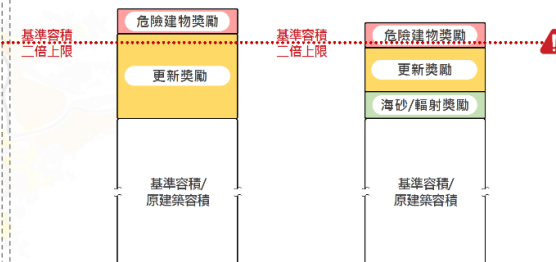 危險建物獎勵
基準容積
二倍上限
更新獎勵
基準容積/
原建築容積
基準容積
二倍上限
危險建物獎勵
更新獎勵
海砂/輻射獎勵
基準容積/
原建築容積